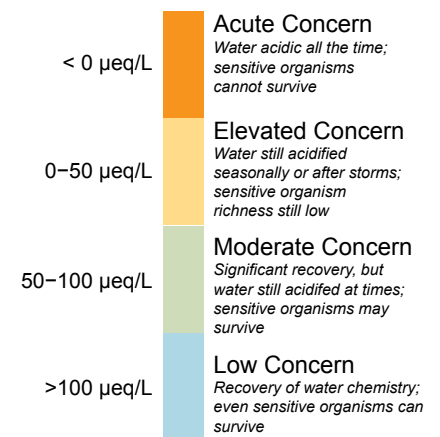 < 0 µeq/L
Acute Concern
Water acidic all the time;
sensitive organisms
cannot survive
0−50 µeq/L
Elevated Concern
Water still acidified
seasonally or after storms;
sensitive organism
richness still low
50−100 µeq/L
Moderate Concern
Significant recovery, but
water still acidifed at times;
sensitive organisms may
survive
>100 µeq/L
Low Concern
Recovery of water chemistry;
even sensitive organisms can
survive